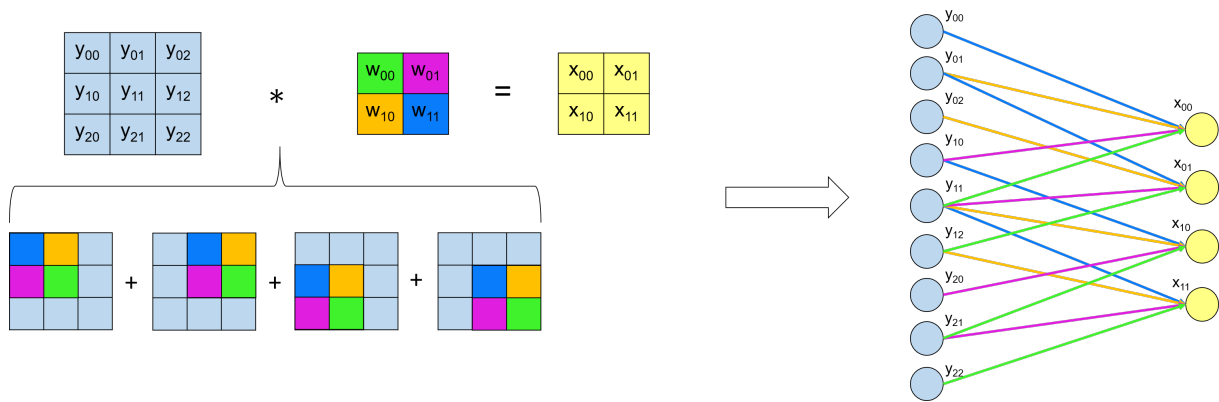 y00 y01 y02
y10 y11 y12
y20 y21 y22
*
w00 w01
w10 w11
=
x00 x01
x10 x11
+ + +
y00
y01
y02
y10
y11
y12
y20
y21
y22
x00
x01
x10
x11